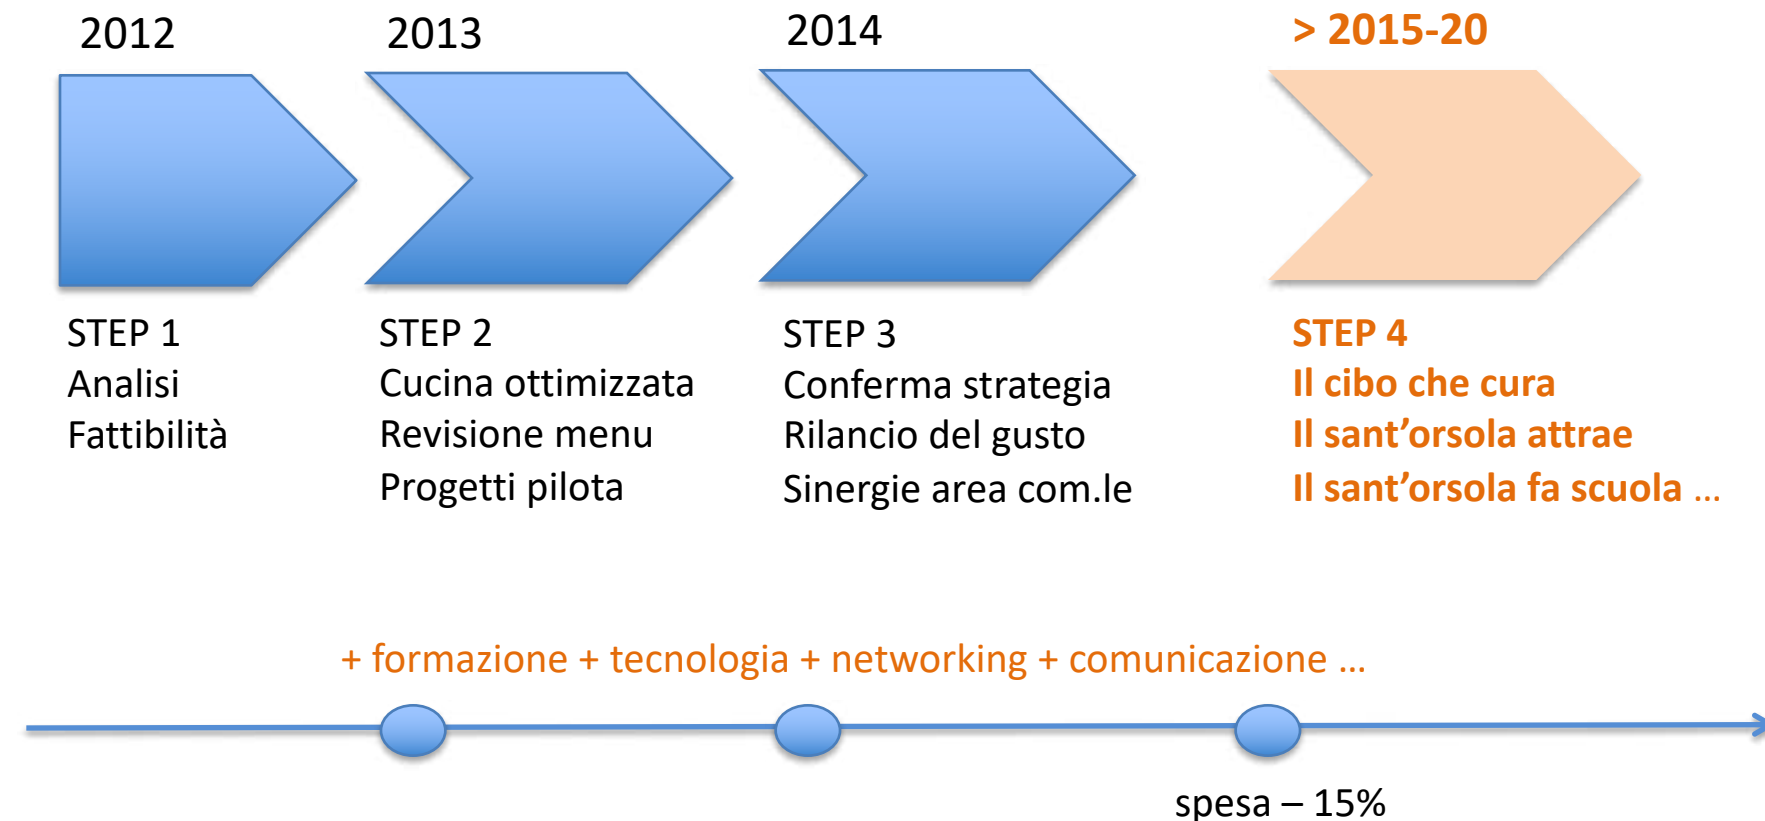 2012
2013
2014
> 2015-20
STEP 1
Analisi
Fattibilità
STEP 2
Cucina ottimizzata
Revisione menu
Progetti pilota
STEP 3
Conferma strategia
Rilancio del gusto
Sinergie area com.le
STEP 4
Il cibo che cura
Il sant’orsola attrae
Il sant’orsola fa scuola ...
+ formazione + tecnologia + networking + comunicazione ...
spesa – 15%